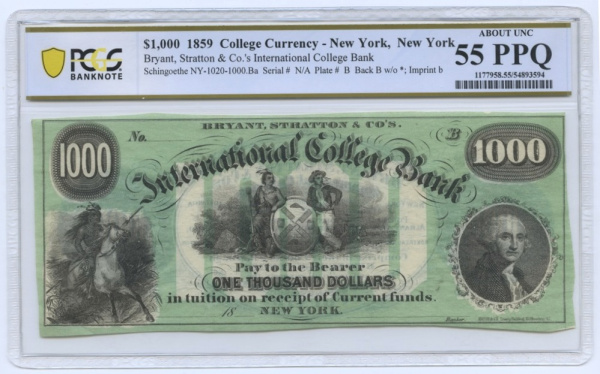 PCGS
BANKNOTE
$1,000 1859 College Currency - New York, New York
Bryant, Stratton & Co.'s International College Bank
Schingoethe NY-1020-1000.Ba Serial # N/A Plate # B Back B w/o *; Imprint b
ABOUT UNC
55 PPQ
1177958.55/54893594
BRYANT, STRATTON & CO'S.
No. B
1000 1000
International College Bank
Pay to the Bearer
ONE THOUSAND DOLLARS
in tuition on receipt of Current funds.
18 NEW YORK.